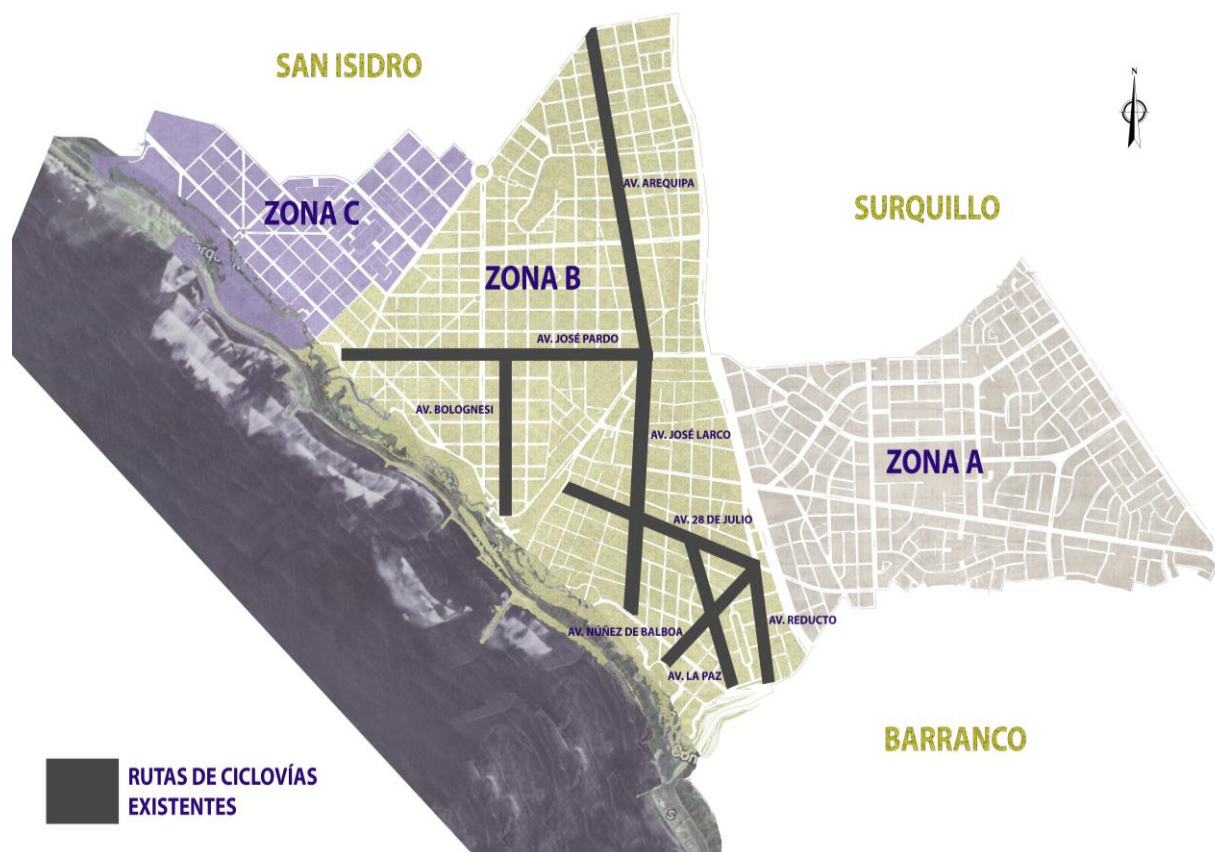 N
SAN ISIDRO
AV. AREQUIPA
SURQUILLO
ZONA C
ZONA B
AV. JOSÉ PARDO
AV. BOLOGNESI
AV. JOSÉ LARCO
ZONA A
AV. 28 DE JULIO
AV. NÚÑEZ DE BALBOA
AV. REDUCTO
AV. LA PAZ
BARRANCO
RUTAS DE CICLOVÍAS
EXISTENTES